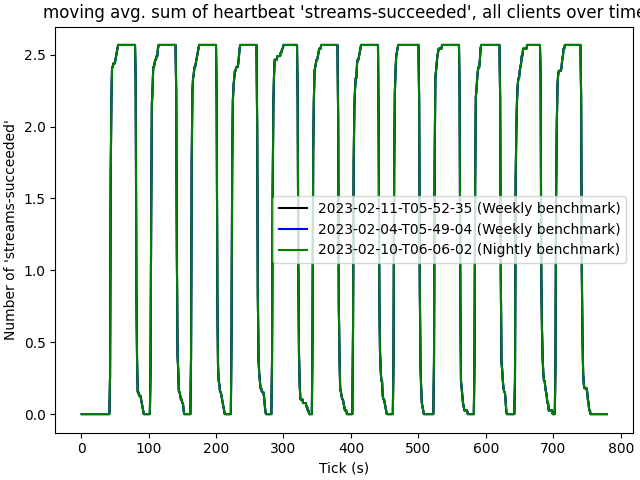 moving avg. sum of heartbeat 'streams-succeeded', all clients over time
Number of 'streams-succeeded'
2.5
2.0
1.5
1.0
0.5
0.0
2023-02-11-T05-52-35 (Weekly benchmark)
2023-02-04-T05-49-04 (Weekly benchmark)
2023-02-10-T06-06-02 (Nightly benchmark)
0 100 200 300 400 500 600 700 800
Tick (s)